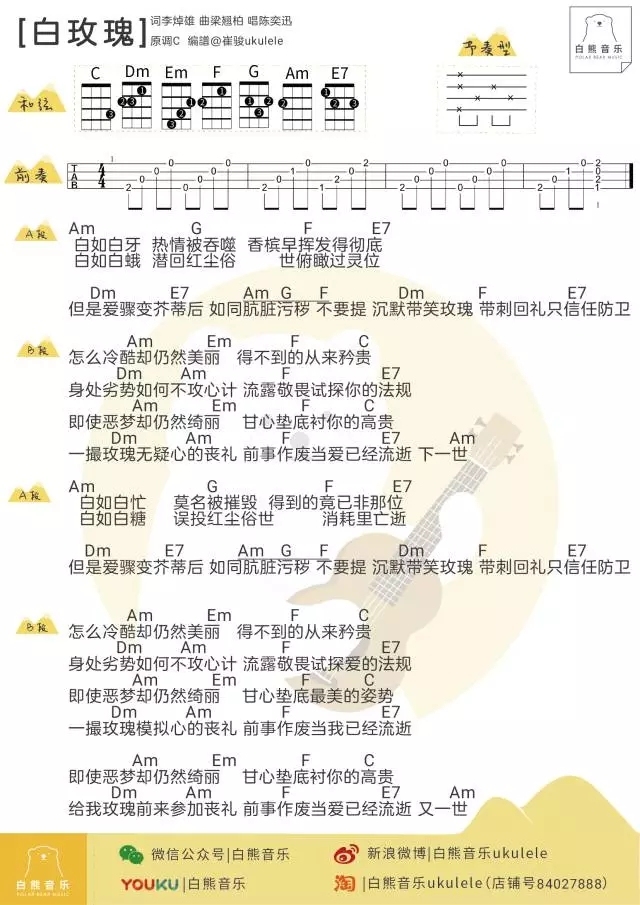 [白玫瑰]
词李焯雄 曲梁翘柏 唱陈奕迅
原调C 编谱@崔骏ukulele
白熊音乐
POLAR BEAR MUSIC
节奏型
和弦
C Dm Em F G Am E7
前奏
A段
Am G F E7
白如白牙 热情被吞噬 香槟早挥发得彻底
白如白蛾 潜回红尘俗 世俯瞰过灵位
Dm E7 Am G F Dm F E7
但是爱骤变芥蒂后 如同肮脏污秽 不要提 沉默带笑玫瑰 带刺回礼只信任防卫
B段
Am Em F C
怎么冷酷却仍然美丽 得不到的从来矜贵
Dm Am F E7
身处劣势如何不攻心计 流露敬畏试探你的法规
Am Em F C
即使恶梦却仍然绮丽 甘心垫底衬你的高贵
Dm Am F E7 Am
一撮玫瑰无疑心的丧礼 前事作废当爱已经流逝 下一世
A段
Am G F E7
白如白忙 莫名被摧毁 得到的竟已非那位
白如白糖 误投红尘俗世 消耗里亡逝
Dm E7 Am G F Dm F E7
但是爱骤变芥蒂后 如同肮脏污秽 不要提 沉默带笑玫瑰 带刺回礼只信任防卫
B段
Am Em F C
怎么冷酷却仍然美丽 得不到的从来矜贵
Dm Am F E7
身处劣势如何不攻心计 流露敬畏试探爱的法规
Am Em F C
即使恶梦却仍然绮丽 甘心垫底最美的姿势
Dm Am F E7
一撮玫瑰模拟心的丧礼 前事作废当我已经流逝
Am Em F C
即使恶梦却仍然绮丽 甘心垫底衬你的高贵
Dm Am F E7 Am
给我玫瑰前来参加丧礼 前事作废当爱已经流逝 又一世
白熊音乐
POLAR BEAR MUSIC
微信公众号|白熊音乐
新浪微博|白熊音乐ukulele
YOUKU|白熊音乐
淘|白熊音乐ukulele(店铺号84027888)